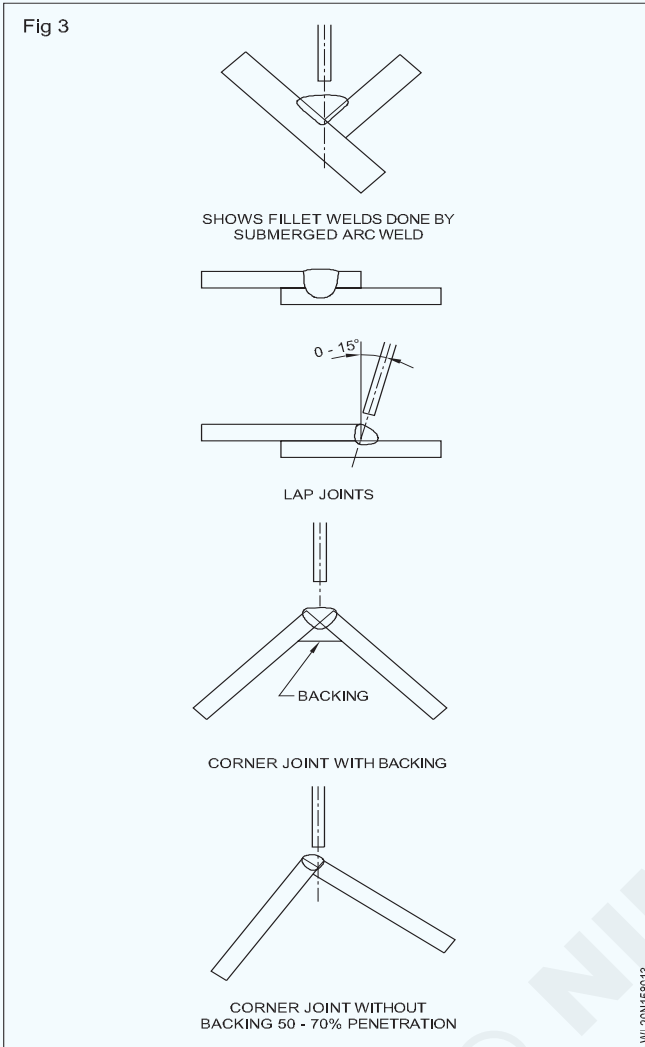 Fig 3
SHOWS FILLET WELDS DONE BY
SUBMERGED ARC WELD
0 - 15°
LAP JOINTS
BACKING
CORNER JOINT WITH BACKING
CORNER JOINT WITHOUT
BACKING 50 - 70% PENETRATION